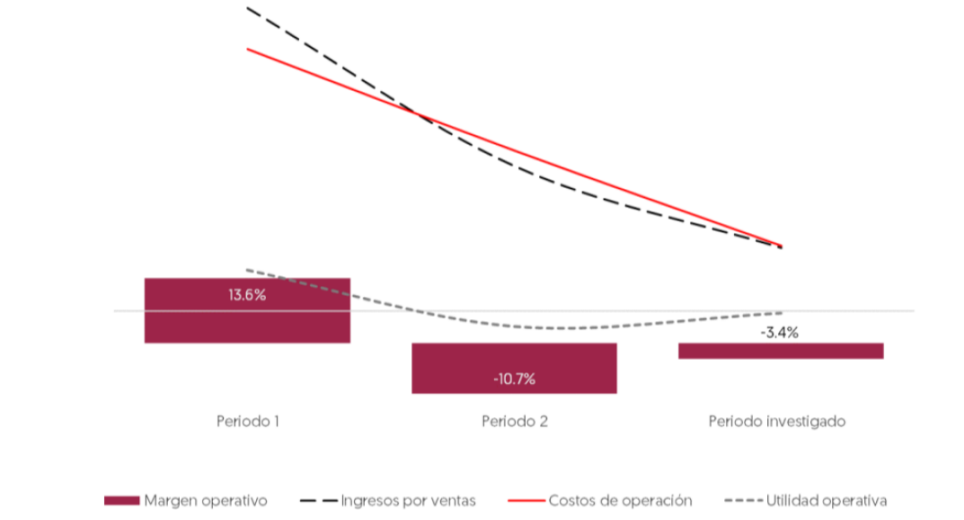 13.6%
-3.4%
-10.7%
Periodo 1
Periodo 2
Periodo investigado
Margen operativo
Ingresos por ventas
Costos de operación
Utilidad operativa